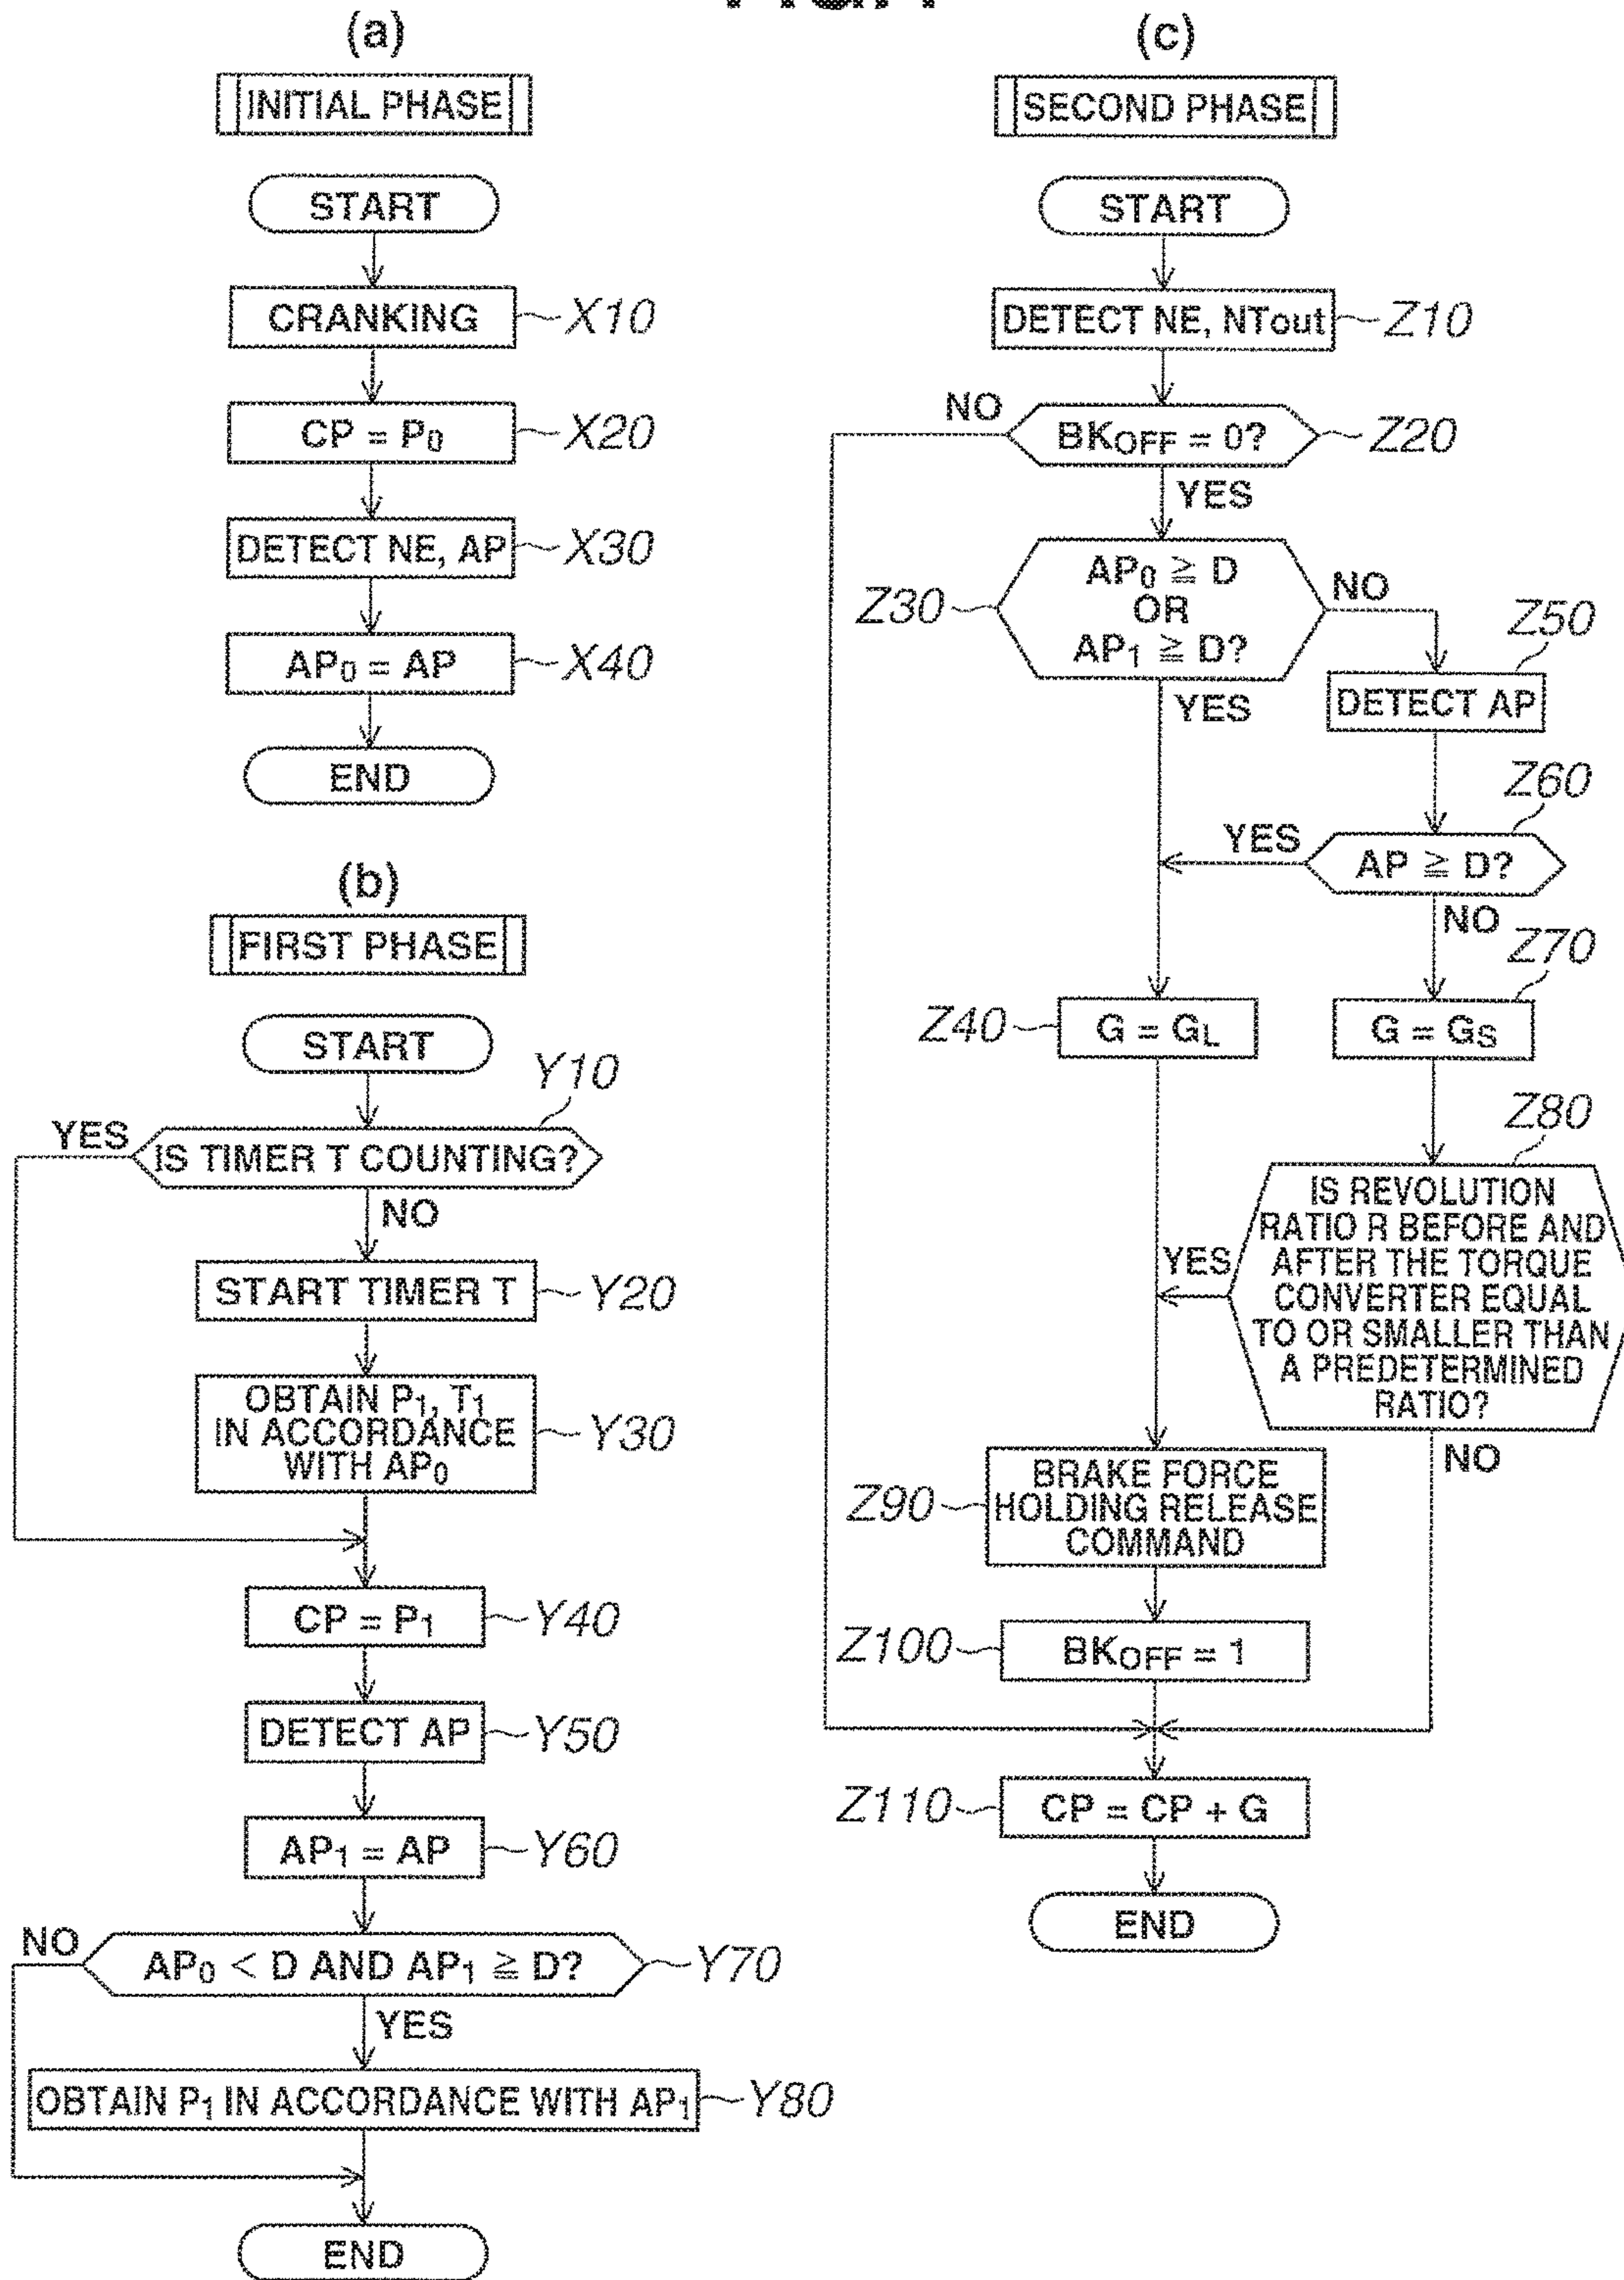 (a)
INITIAL PHASE
START
CRANKING
X10
CP = P0
X20
DETECT NE, AP
X30
AP0 = AP
X40
END
(b)
FIRST PHASE
START
Y10
YES
IS TIMER T COUNTING?
NO
START TIMER T
Y20
OBTAIN P1, T1
IN ACCORDANCE
WITH AP0
Y30
CP = P1
Y40
DETECT AP
Y50
AP1 = AP
Y60
NO
AP0 < D AND AP1 ≧ D?
Y70
YES
OBTAIN P1 IN ACCORDANCE WITH AP1
Y80
END
(c)
SECOND PHASE
START
DETECT NE, NTout
Z10
NO
BKOFF = 0?
Z20
YES
Z30
AP0 ≧ D
OR
AP1 ≧ D?
NO
YES
Z50
DETECT AP
Z60
YES
AP ≧ D?
NO
Z70
Z40
G = GL
G = GS
Z80
YES
IS REVOLUTION
RATIO R BEFORE AND
AFTER THE TORQUE
CONVERTER EQUAL
TO OR SMALLER THAN
A PREDETERMINED
RATIO?
NO
Z90
BRAKE FORCE
HOLDING RELEASE
COMMAND
Z100
BKOFF = 1
Z110
CP = CP + G
END